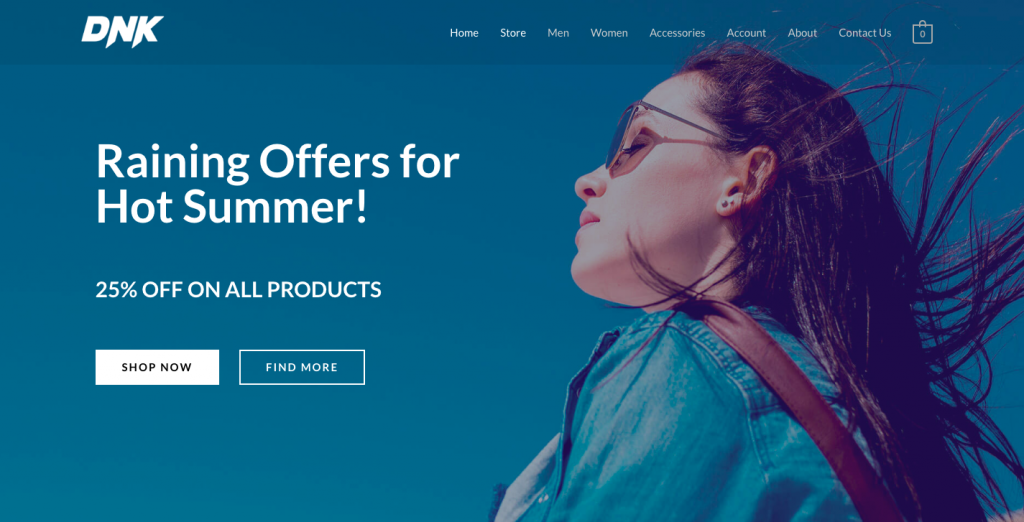 DNK
Home Store Men Women Accessories Account About Contact Us 0
Raining Offers for
Hot Summer!
25% OFF ON ALL PRODUCTS
SHOP NOW FIND MORE